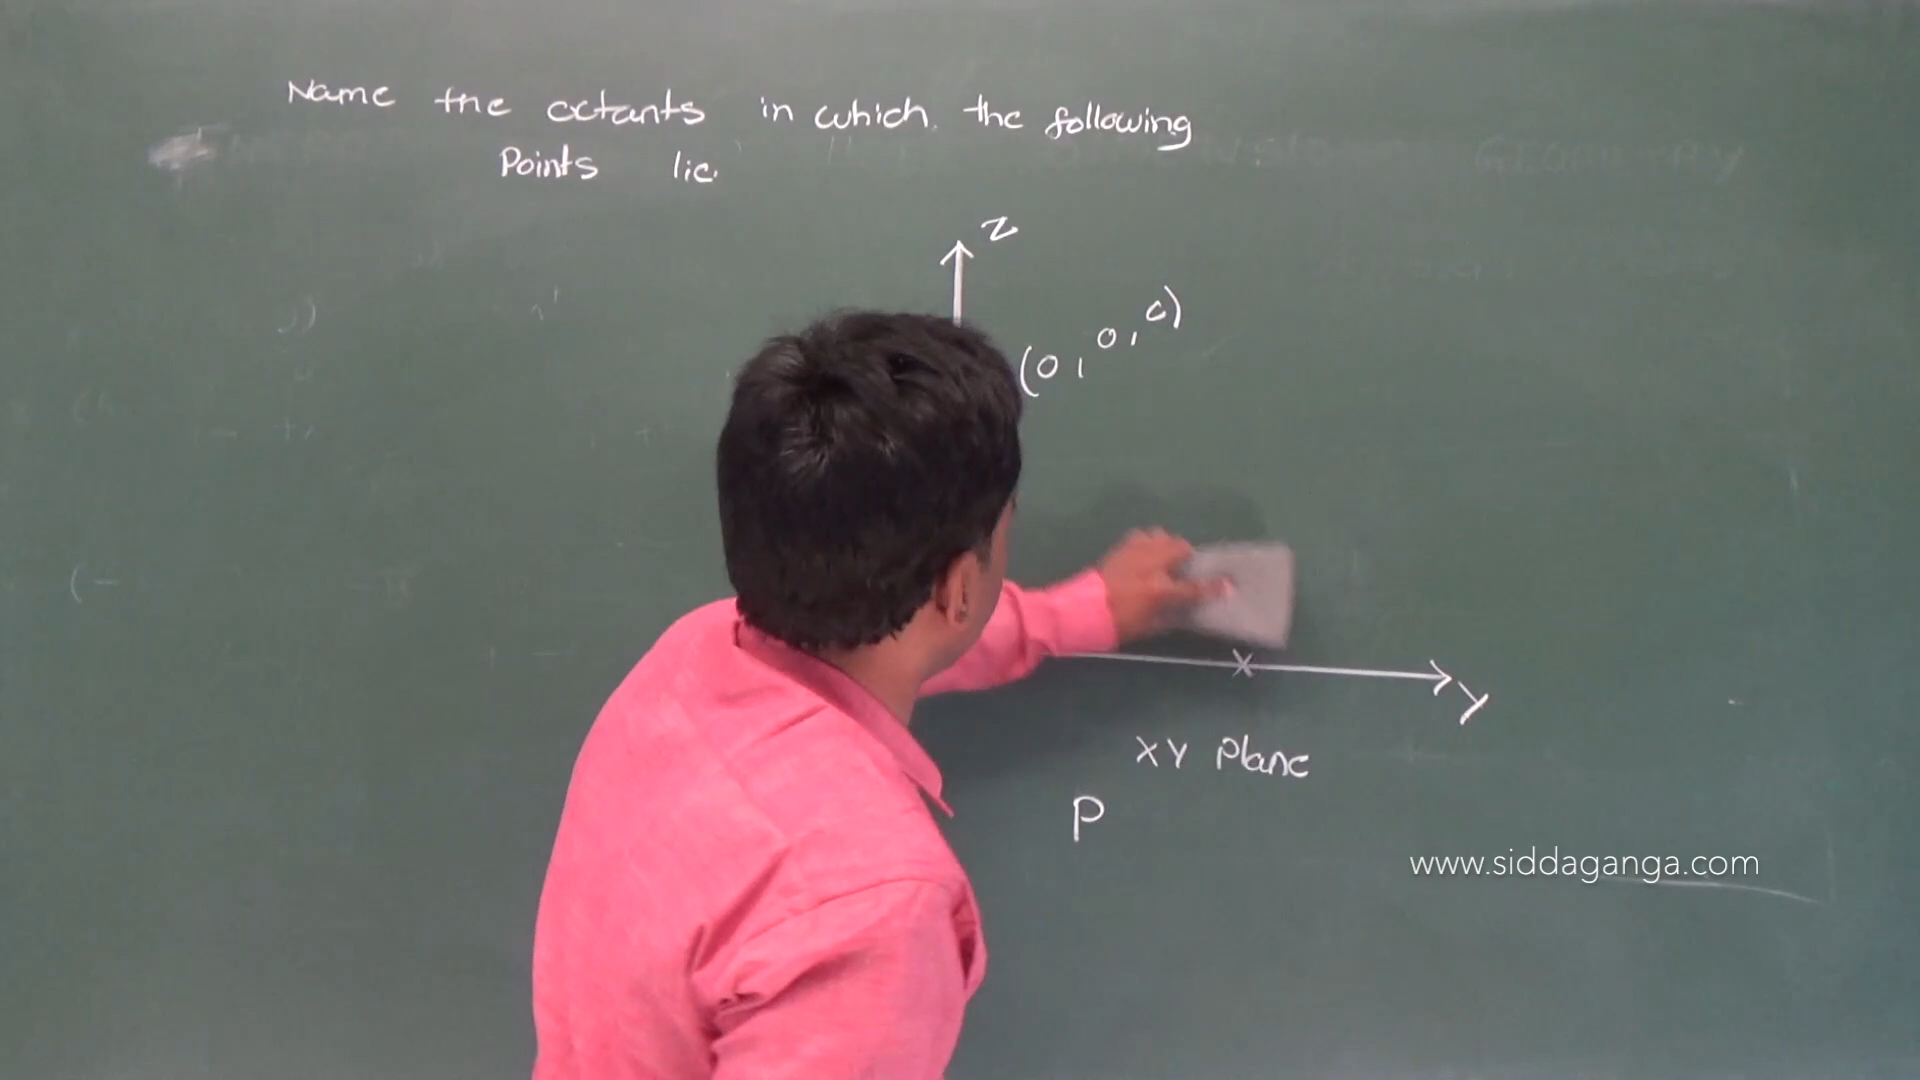 Name the octants in which the following
Points lie.
Z
(0, 0, c)
Y
XY Plane
P
www.siddaganga.com